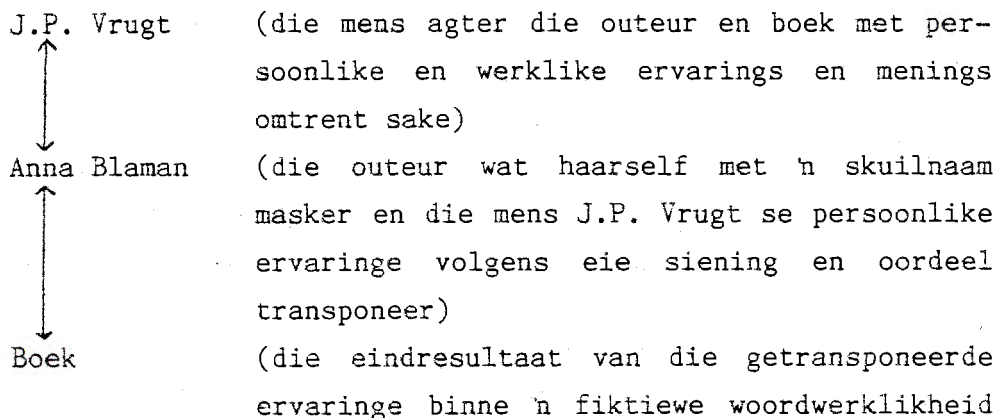 J.P. Vrugt (die mens agter die outeur en boek met per-
soonlike en werklike ervarings en menings
omtrent sake)
Anna Blaman (die outeur wat haarself met 'n skuilnaam
masker en die mens J.P. Vrugt se persoonlike
ervaringe volgens eie siening en oordeel
transponeer)
Boek (die eindresultaat van die getransponeerde
ervaringe binne 'n fiktiewe woordwerklikheid